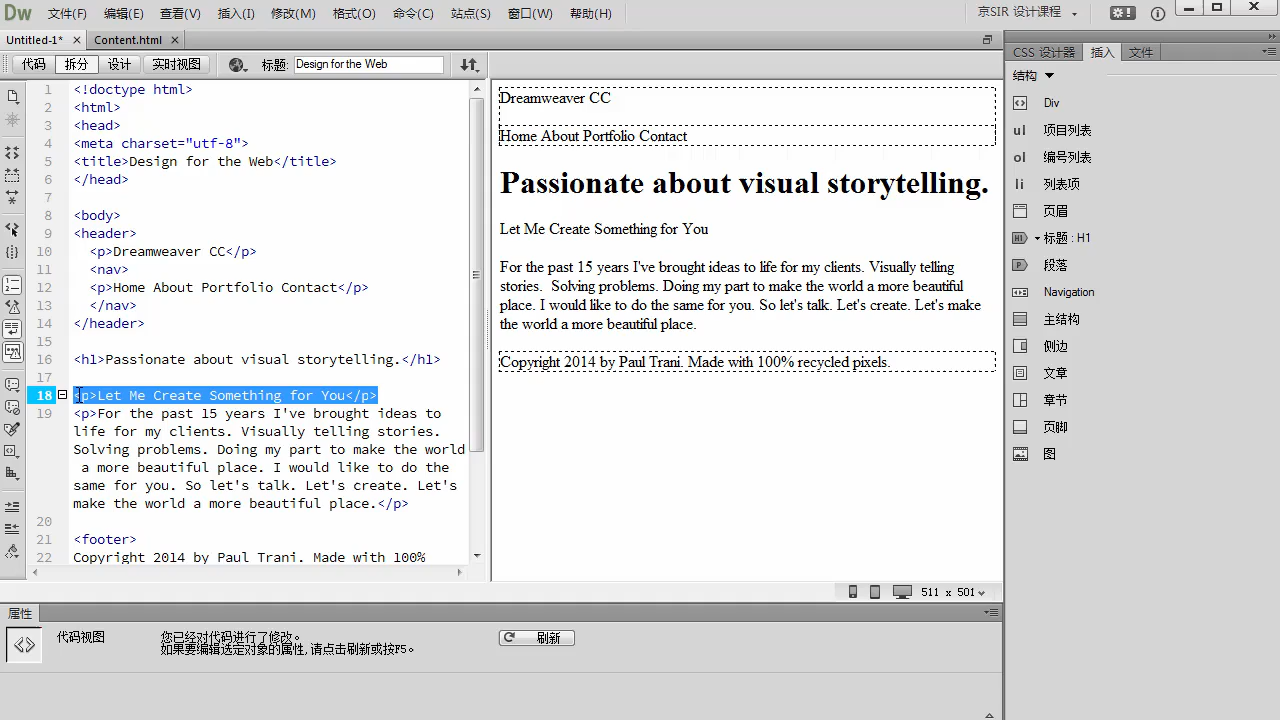 Dw 文件(F) 编辑(E) 查看(V) 插入(I) 修改(M) 格式(O) 命令(C) 站点(S) 窗口(W) 帮助(H) 京SIR 设计课程
Untitled-1* × Content.html ×
代码 拆分 设计 实时视图 标题: Design for the Web
1 <!doctype html>
2 <html>
3 <head>
4 <meta charset="utf-8">
5 <title>Design for the Web</title>
6 </head>
7
8 <body>
9 <header>
10 <p>Dreamweaver CC</p>
11 <nav>
12 <p>Home About Portfolio Contact</p>
13 </nav>
14 </header>
15
16 <h1>Passionate about visual storytelling.</h1>
17
18 <p>Let Me Create Something for You</p>
19 <p>For the past 15 years I've brought ideas to
life for my clients. Visually telling stories.
Solving problems. Doing my part to make the world
a more beautiful place. I would like to do the
same for you. So let's talk. Let's create. Let's
make the world a more beautiful place.</p>
20
21 <footer>
22 Copyright 2014 by Paul Trani. Made with 100%
Dreamweaver CC
Home About Portfolio Contact
Passionate about visual storytelling.
Let Me Create Something for You
For the past 15 years I've brought ideas to life for my clients. Visually telling
stories. Solving problems. Doing my part to make the world a more beautiful
place. I would like to do the same for you. So let's talk. Let's create. Let's make
the world a more beautiful place.
Copyright 2014 by Paul Trani. Made with 100% recycled pixels.
511 x 501
CSS 设计器 插入 文件
结构
Div
ul 项目列表
ol 编号列表
li 列表项
页眉
标题 : H1
段落
Navigation
主结构
侧边
文章
章节
页脚
图
属性
代码视图
您已经对代码进行了修改。
如果要编辑选定对象的属性,请点击刷新或按F5。
刷新